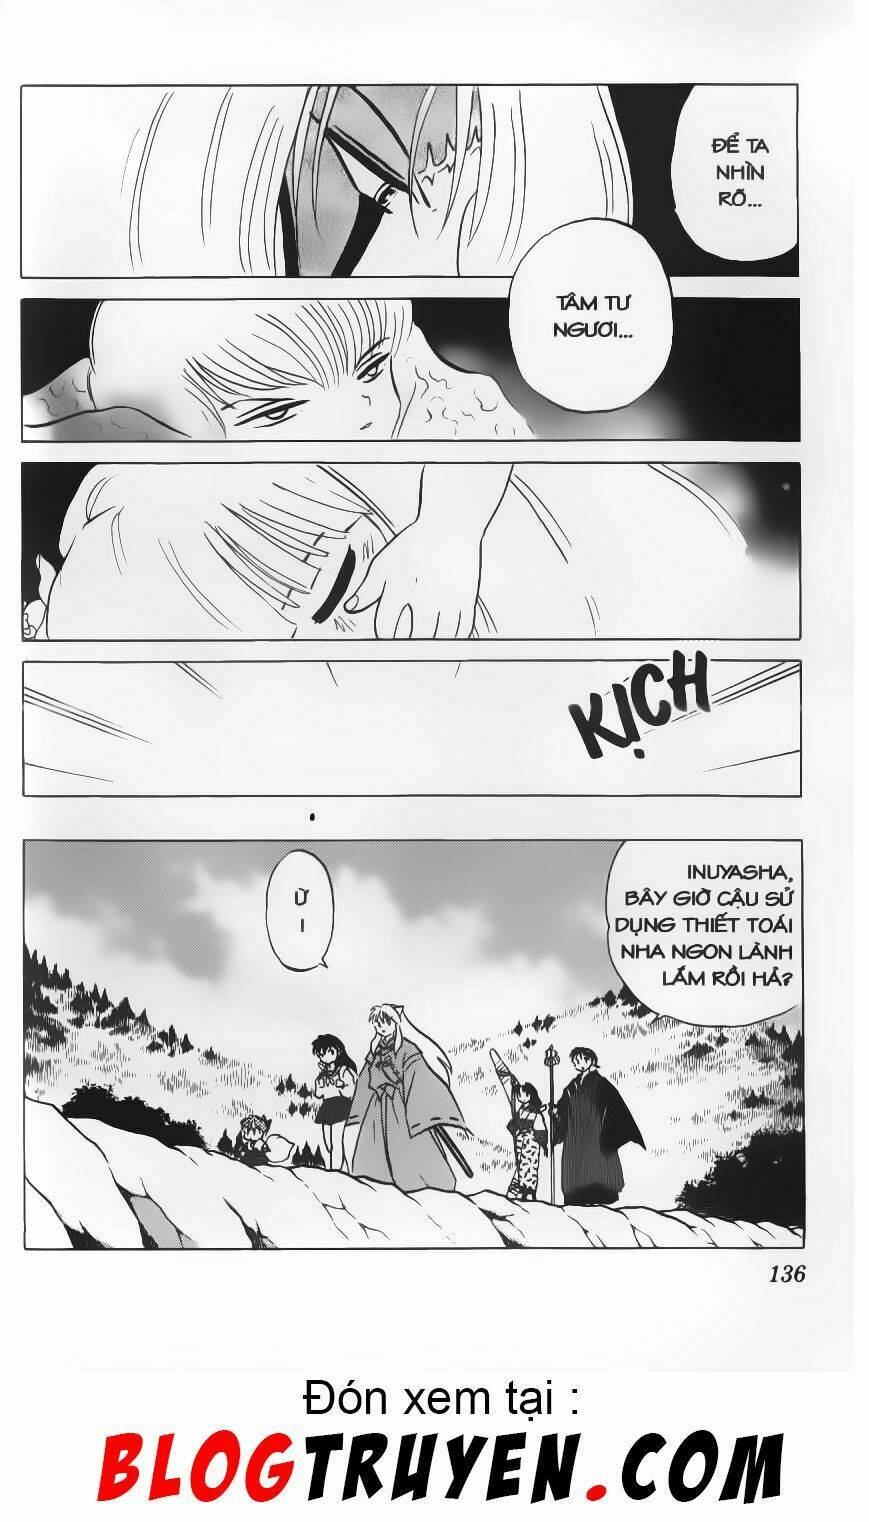 ĐỂ TA
NHÌN
RÕ...
TÂM TƯ
NGƯƠI...
KỊCH
INUYASHA,
BÂY GIỜ CẬU SỬ
DỤNG THIẾT TOÁI
NHA NGON LÀNH
LẮM RỒI HẢ?
Ừ
!
136
Đón xem tại :
BLOGTRUYEN.COM